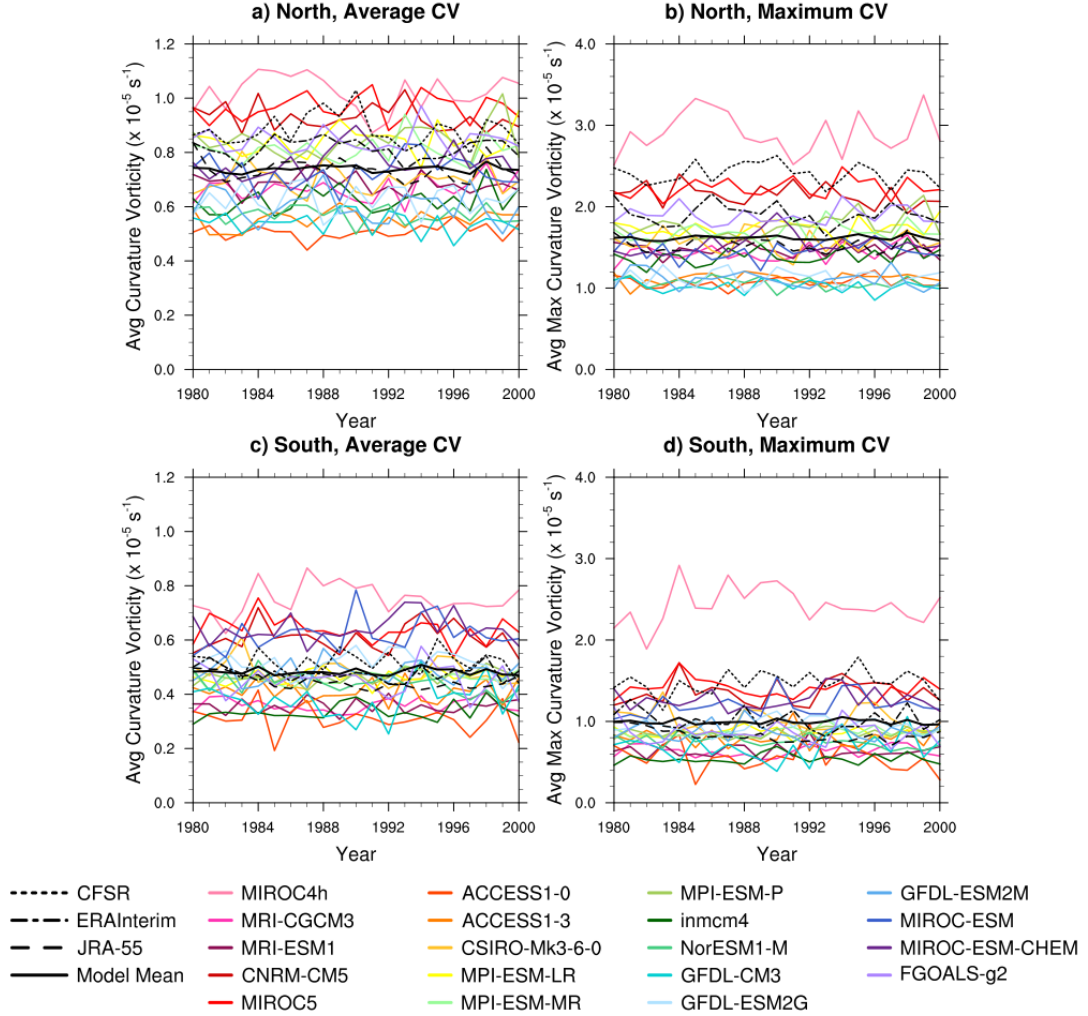 a) North, Average CV
Avg Curvature Vorticity (x 10-5 s-1)
1.2
1.0
0.8
0.6
0.4
0.2
0.0
1980 1984 1988 1992 1996 2000
Year
b) North, Maximum CV
Avg Max Curvature Vorticity (x 10-5 s-1)
4.0
3.0
2.0
1.0
0.0
1980 1984 1988 1992 1996 2000
Year
c) South, Average CV
Avg Curvature Vorticity (x 10-5 s-1)
1.2
1.0
0.8
0.6
0.4
0.2
0.0
1980 1984 1988 1992 1996 2000
Year
d) South, Maximum CV
Avg Max Curvature Vorticity (x 10-5 s-1)
4.0
3.0
2.0
1.0
0.0
1980 1984 1988 1992 1996 2000
Year
CFSR
ERAInterim
JRA-55
Model Mean
MIROC4h
MRI-CGCM3
MRI-ESM1
CNRM-CM5
MIROC5
ACCESS1-0
ACCESS1-3
CSIRO-Mk3-6-0
MPI-ESM-LR
MPI-ESM-MR
MPI-ESM-P
inmcm4
NorESM1-M
GFDL-CM3
GFDL-ESM2G
GFDL-ESM2M
MIROC-ESM
MIROC-ESM-CHEM
FGOALS-g2